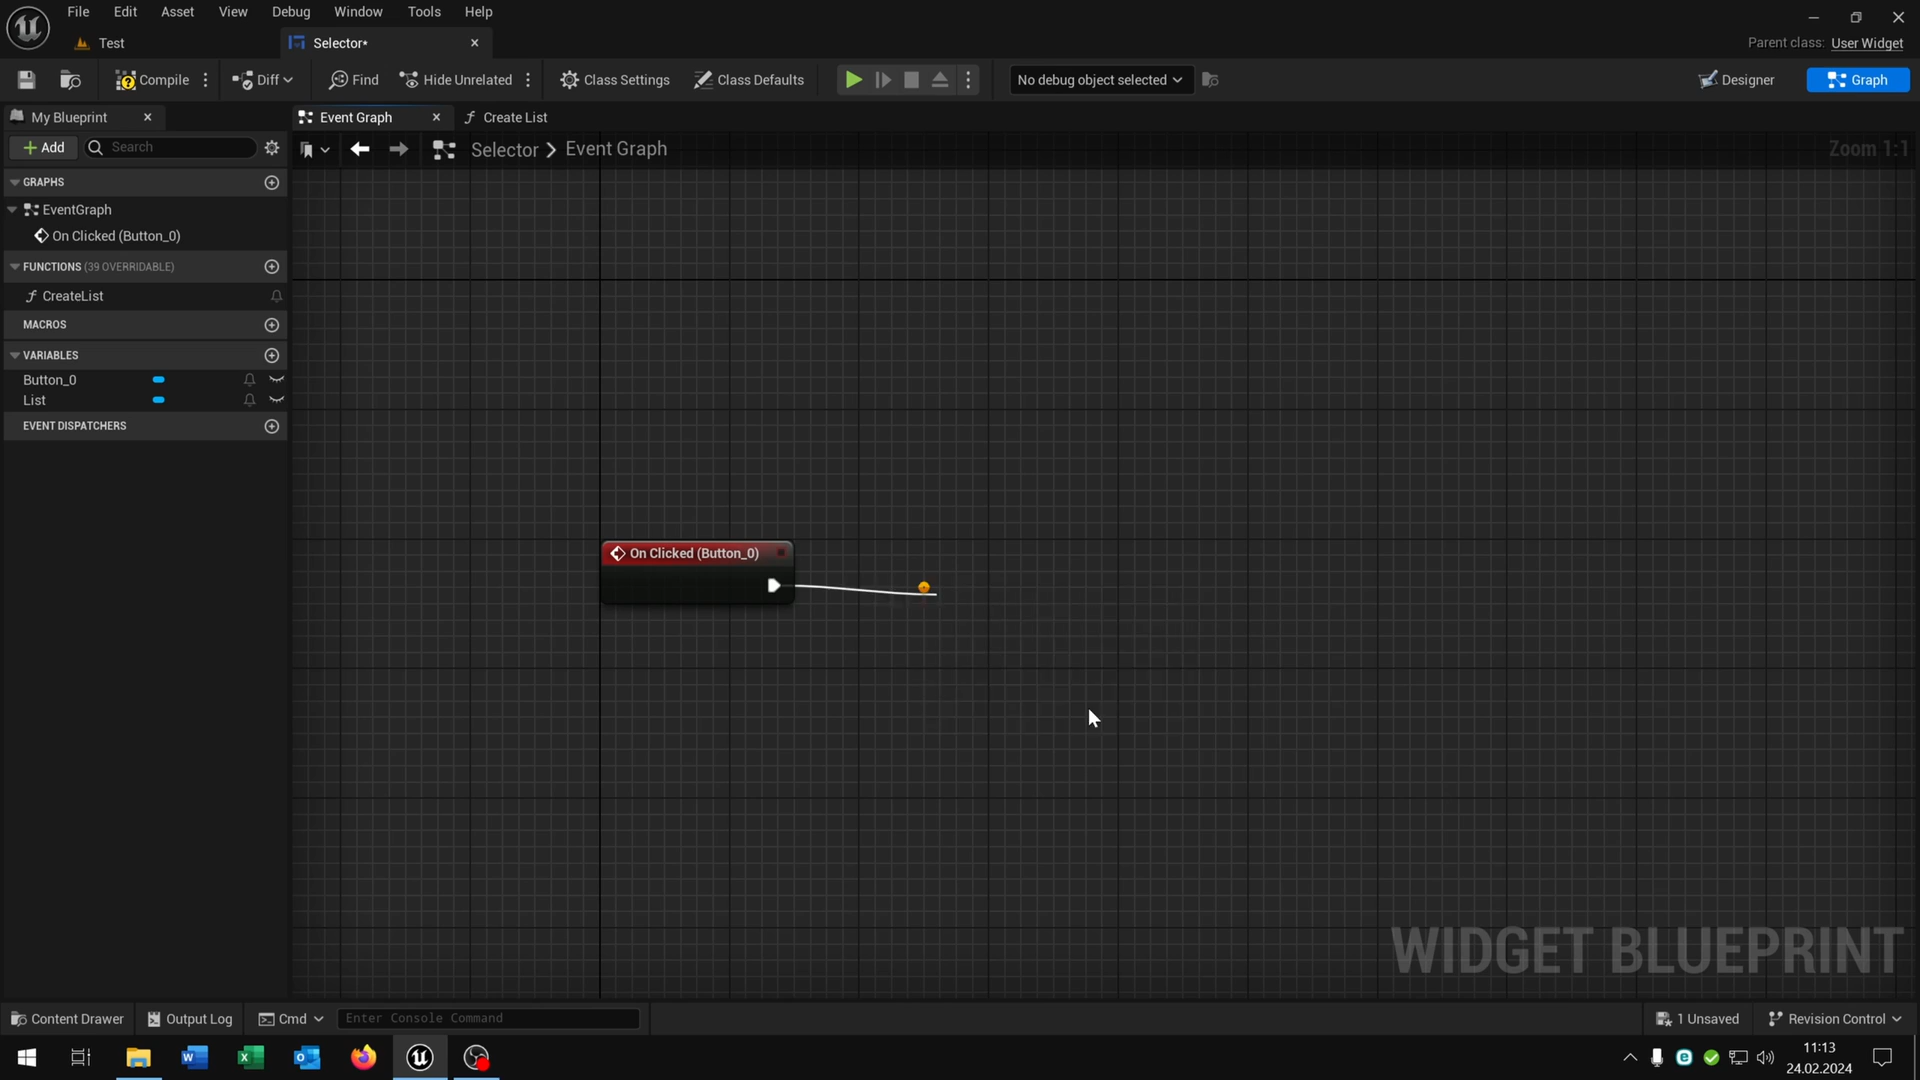 File Edit Asset View Debug Window Tools Help
Test
Selector*
Parent class: User Widget
Compile
Diff
Find
Hide Unrelated
Class Settings
Class Defaults
No debug object selected
Designer
Graph
My Blueprint
Event Graph
Create List
Add
Search
Selector > Event Graph
Zoom 1:1
GRAPHS
EventGraph
On Clicked (Button_0)
FUNCTIONS (39 OVERRIDABLE)
CreateList
MACROS
VARIABLES
Button_0
List
EVENT DISPATCHERS
On Clicked (Button_0)
WIDGET BLUEPRINT
Content Drawer
Output Log
Cmd
Enter Console Command
1 Unsaved
Revision Control
11:13
24.02.2024